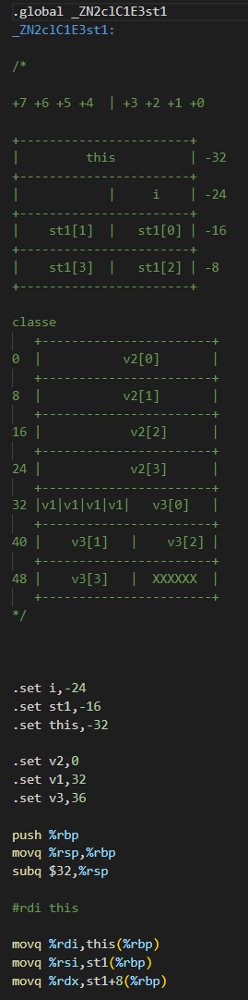 .global _ZN2clC1E3st1
_ZN2clC1E3st1:

/*

+7 +6 +5 +4  | +3 +2 +1 +0

+-----------------------+
|         this          | -32
+-----------------------+
|            |     i    | -24
+-----------------------+
|    st1[1]  |   st1[0] | -16
+-----------------------+
|    st1[3]  |   st1[2] | -8
+-----------------------+

classe
   +-----------------------+
0  |           v2[0]       |
   +-----------------------+
8  |           v2[1]       |
   +-----------------------+
16 |            v2[2]      |
   +-----------------------+
24 |            v2[3]      |
   +-----------------------+
32 |v1|v1|v1|v1|   v3[0]   |
   +-----------------------+
40 |    v3[1]   |    v3[2] |
   +-----------------------+
48 |    v3[3]   |  XXXXXX  |
   +-----------------------+
*/

.set i,-24
.set st1,-16
.set this,-32

.set v2,0
.set v1,32
.set v3,36

push %rbp
movq %rsp,%rbp
subq $32,%rsp

#rdi this

movq %rdi,this(%rbp)
movq %rsi,st1(%rbp)
movq %rdx,st1+8(%rbp)